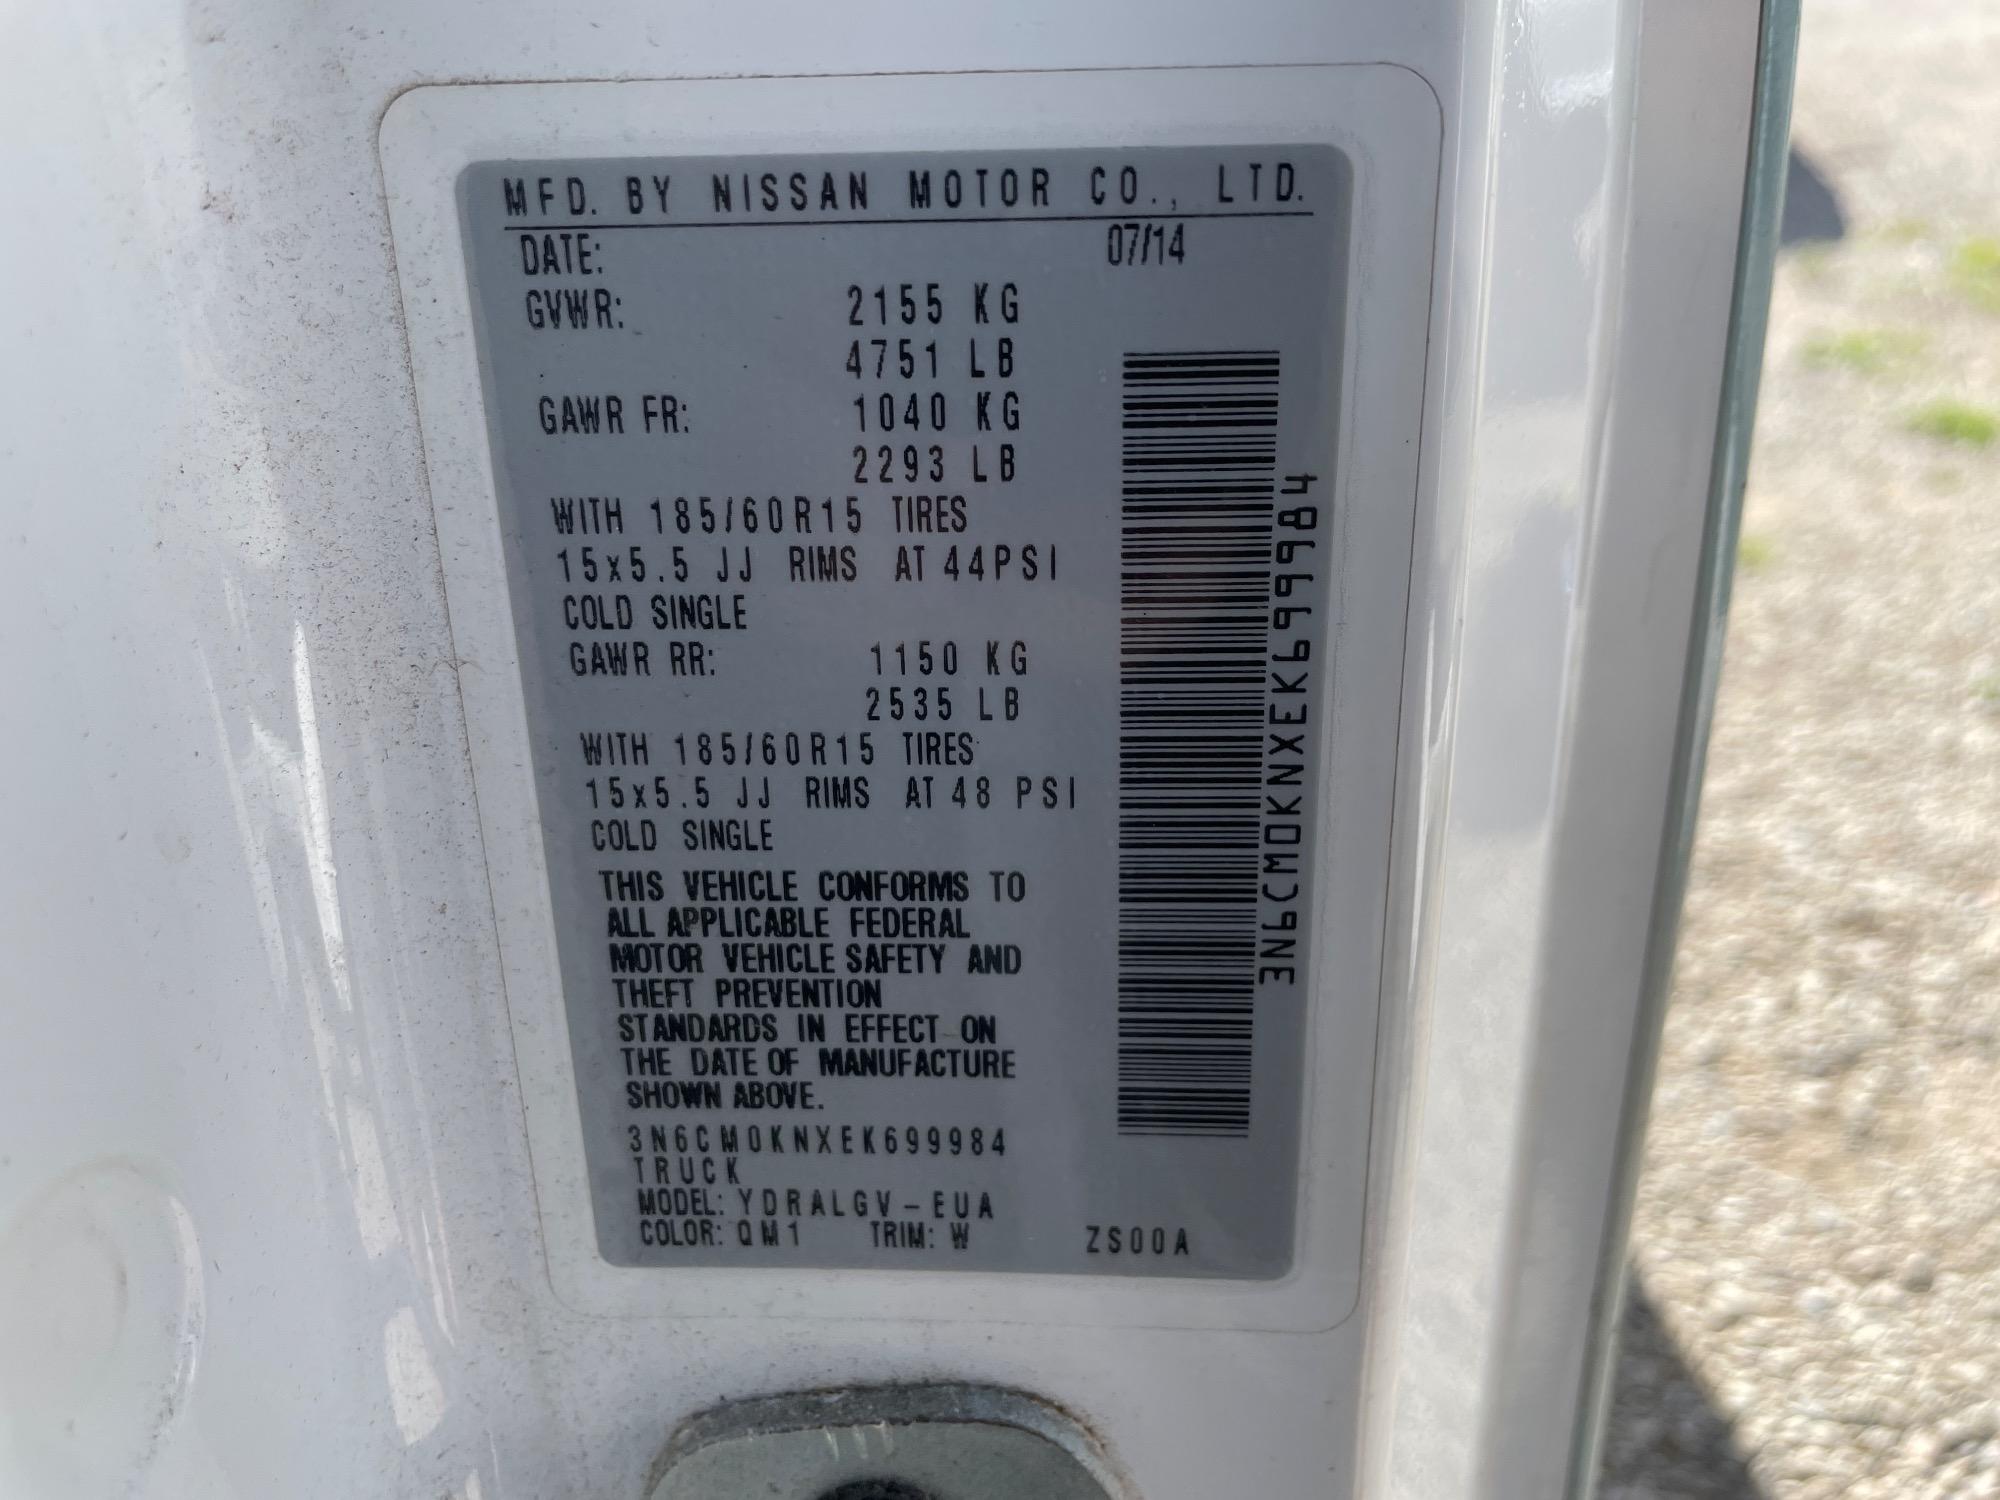 MFD. BY NISSAN MOTOR CO., LTD.
DATE: 07/14
GVWR: 2155 KG
4751 LB
GAWR FR: 1040 KG
2293 LB
WITH 185/60R15 TIRES
15x5.5 JJ RIMS AT 44PSI
COLD SINGLE
GAWR RR: 1150 KG
2535 LB
WITH 185/60R15 TIRES
15x5.5 JJ RIMS AT 48 PSI
COLD SINGLE
THIS VEHICLE CONFORMS TO
ALL APPLICABLE FEDERAL
MOTOR VEHICLE SAFETY AND
THEFT PREVENTION
STANDARDS IN EFFECT ON
THE DATE OF MANUFACTURE
SHOWN ABOVE.
3N6CM0KNXEK699984
TRUCK
MODEL: YDRALGV-EUA
COLOR: QM1 TRIM: W ZS00A
3N6CM0KNXEK699984